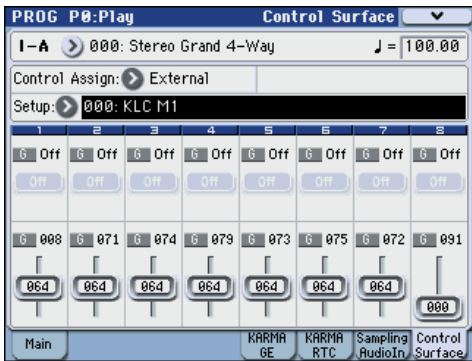 PROG P0:Play Control Surface
I-A 000: Stereo Grand 4-Way ♩= 100.00
Control Assign: External
Setup: 000: KLC M1
1 2 3 4 5 6 7 8
G Off G Off G Off G Off G Off G Off G Off G Off
Off Off Off Off Off Off Off Off
G 008 G 071 G 074 G 079 G 073 G 075 G 072 G 091
064 064 064 064 064 064 064 000
Main KARMA GE KARMA RTC Sampling AudioIn Control Surface